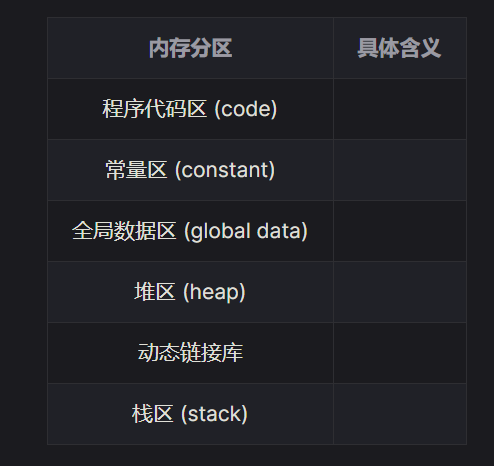 内存分区 具体含义
程序代码区 (code)
常量区 (constant)
全局数据区 (global data)
堆区 (heap)
动态链接库
栈区 (stack)